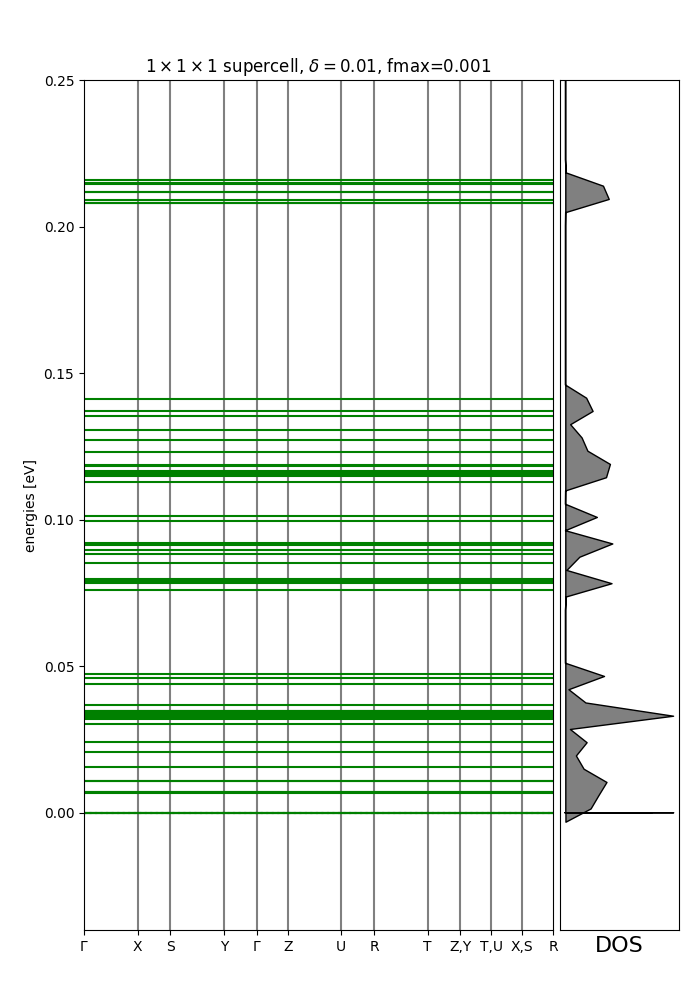 1 × 1 × 1 supercell, δ = 0.01, fmax=0.001
0.25
0.20
0.15
0.10
0.05
0.00
energies [eV]
Γ X S Y Γ Z U R T Z,Y T,U X,S R
DOS